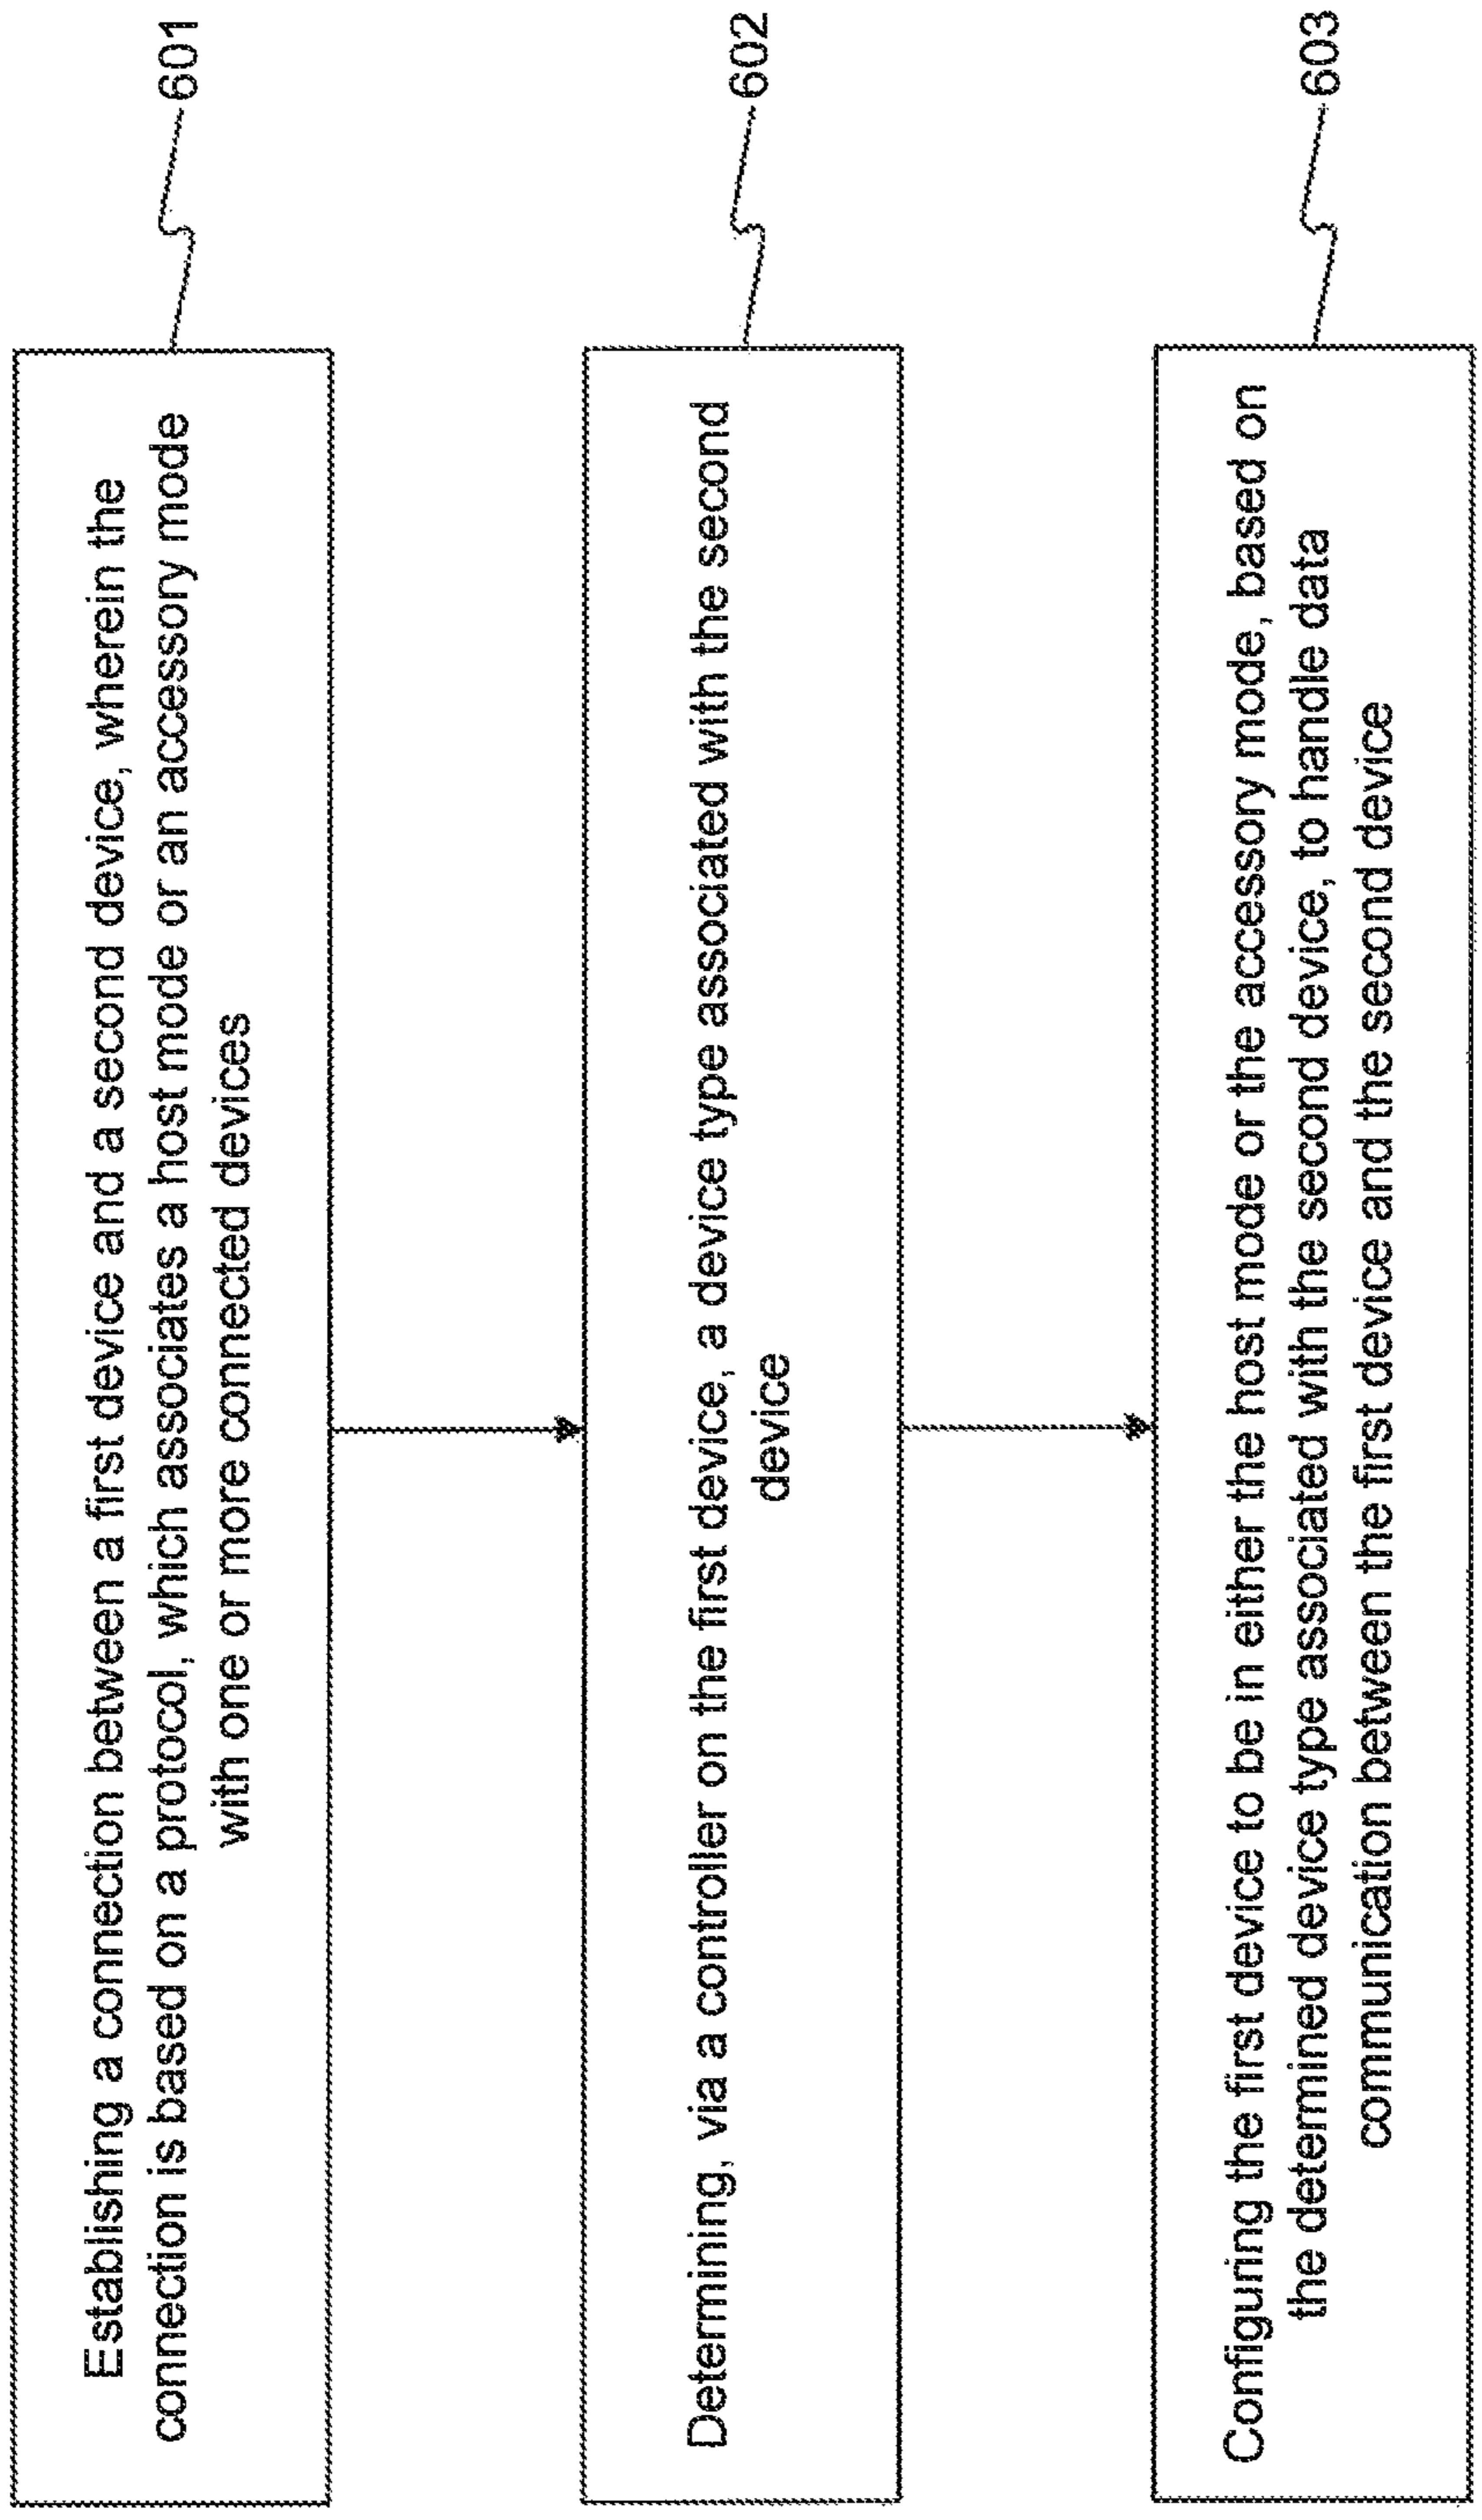 Establishing a connection between a first device and a second device, wherein the
connection is based on a protocol, which associates a host mode or an accessory mode
with one or more connected devices
601
Determining, via a controller on the first device, a device type associated with the second
device
602
Configuring the first device to be in either the host mode or the accessory mode, based on
the determined device type associated with the second device, to handle data
communication between the first device and the second device
603